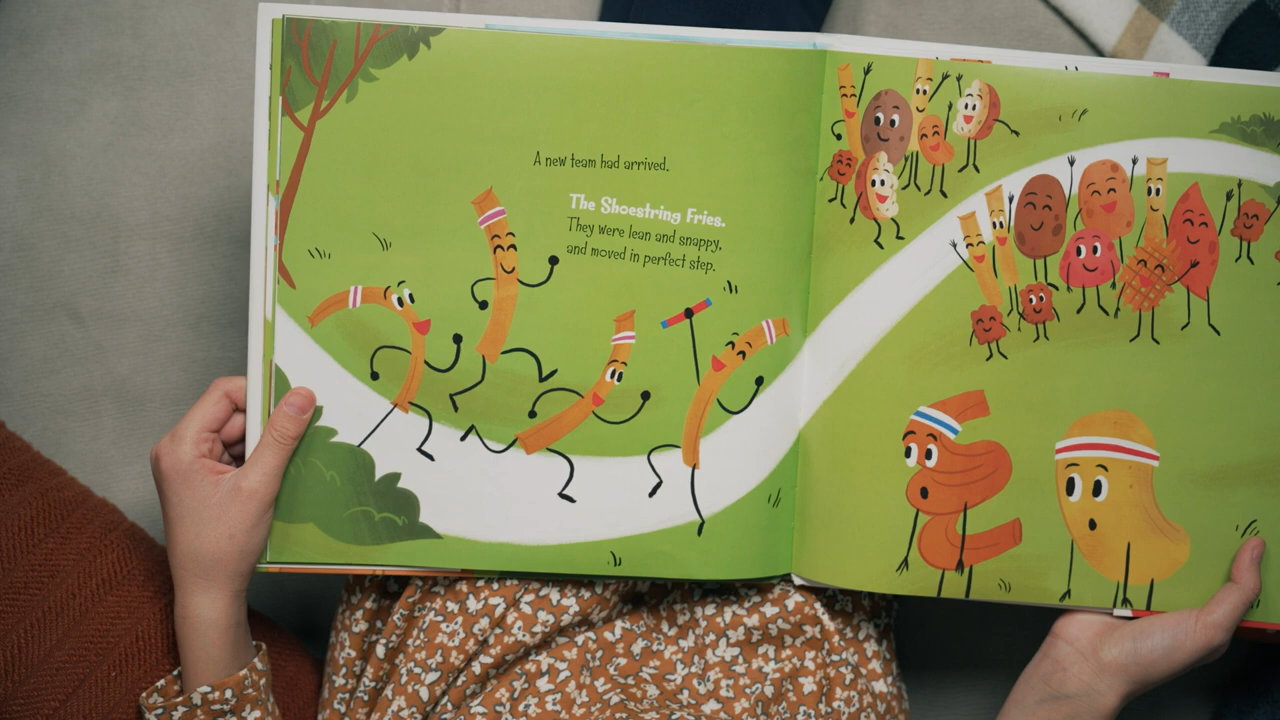 A new team had arrived.
The Shoestring Fries.
They were lean and snappy,
and moved in perfect step.